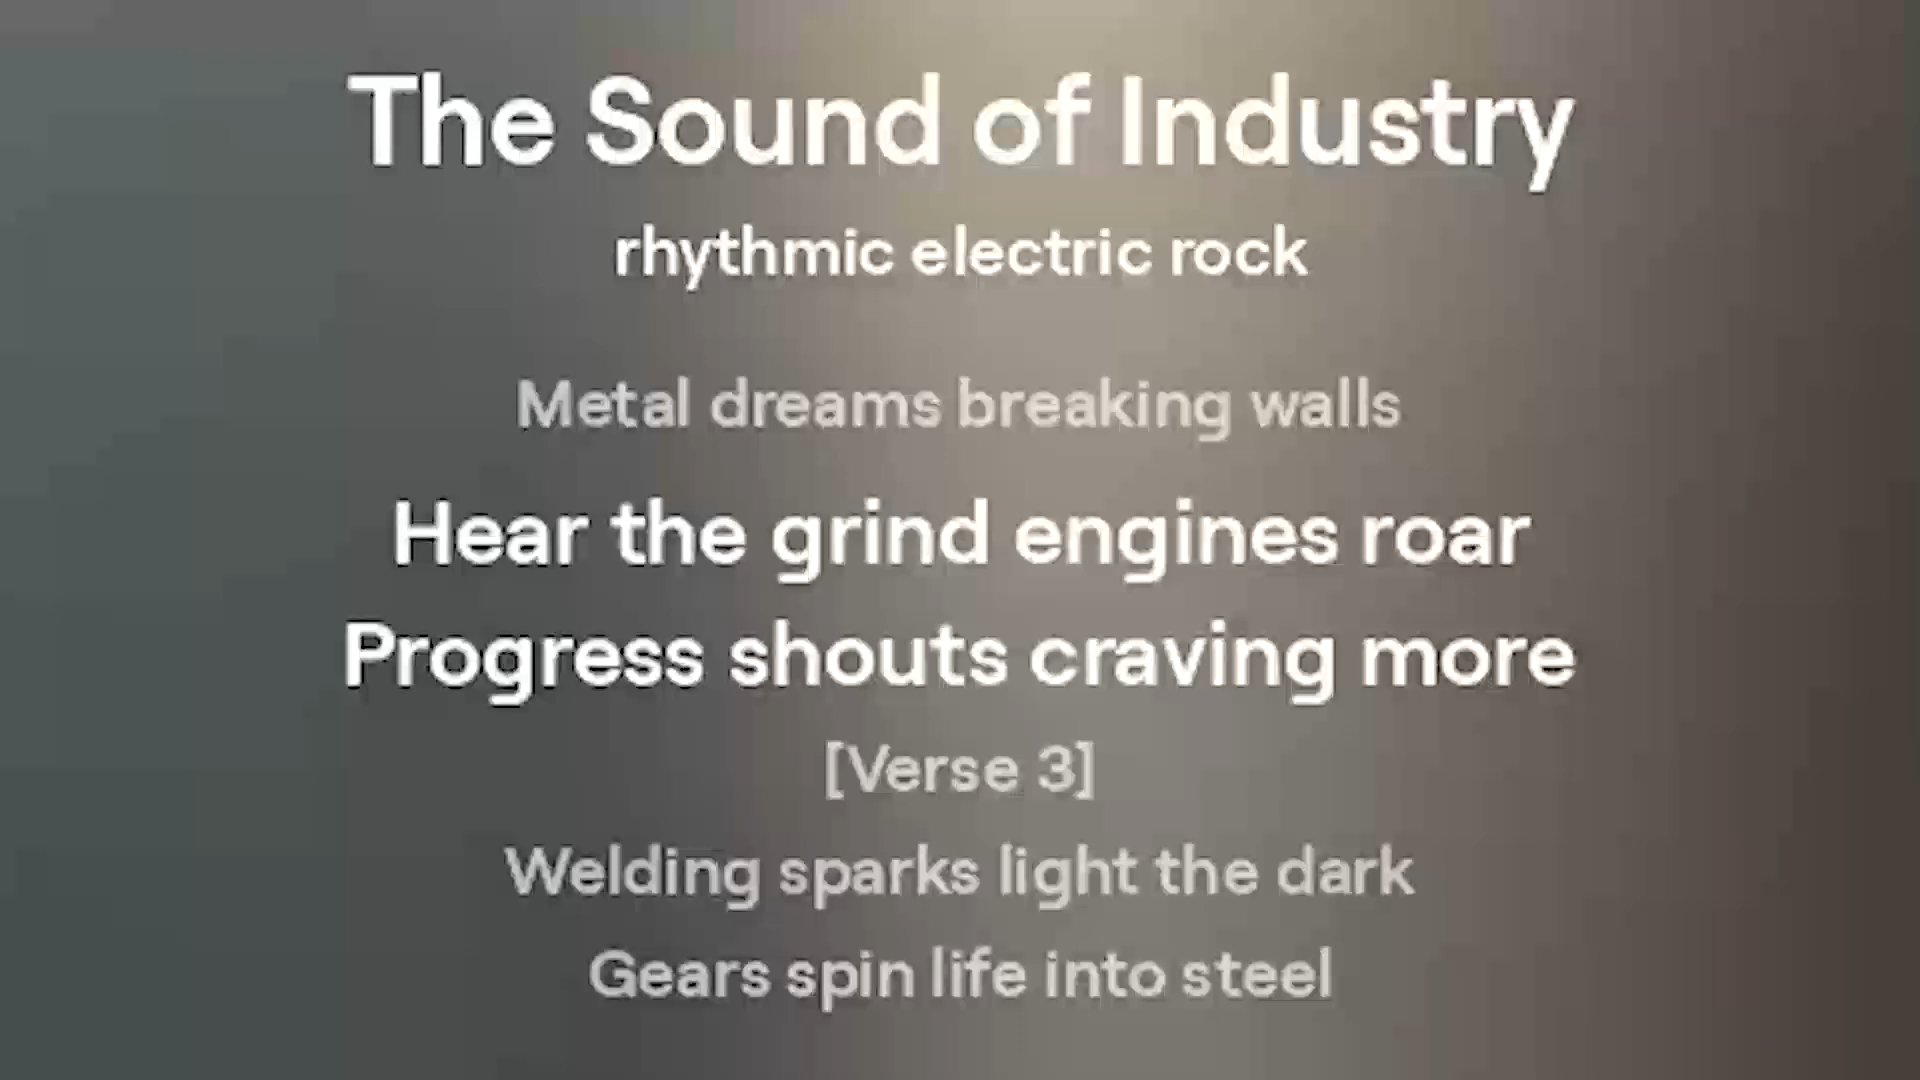 The Sound of Industry
rhythmic electric rock
Metal dreams breaking walls
Hear the grind engines roar
Progress shouts craving more
[Verse 3]
Welding sparks light the dark
Gears spin life into steel